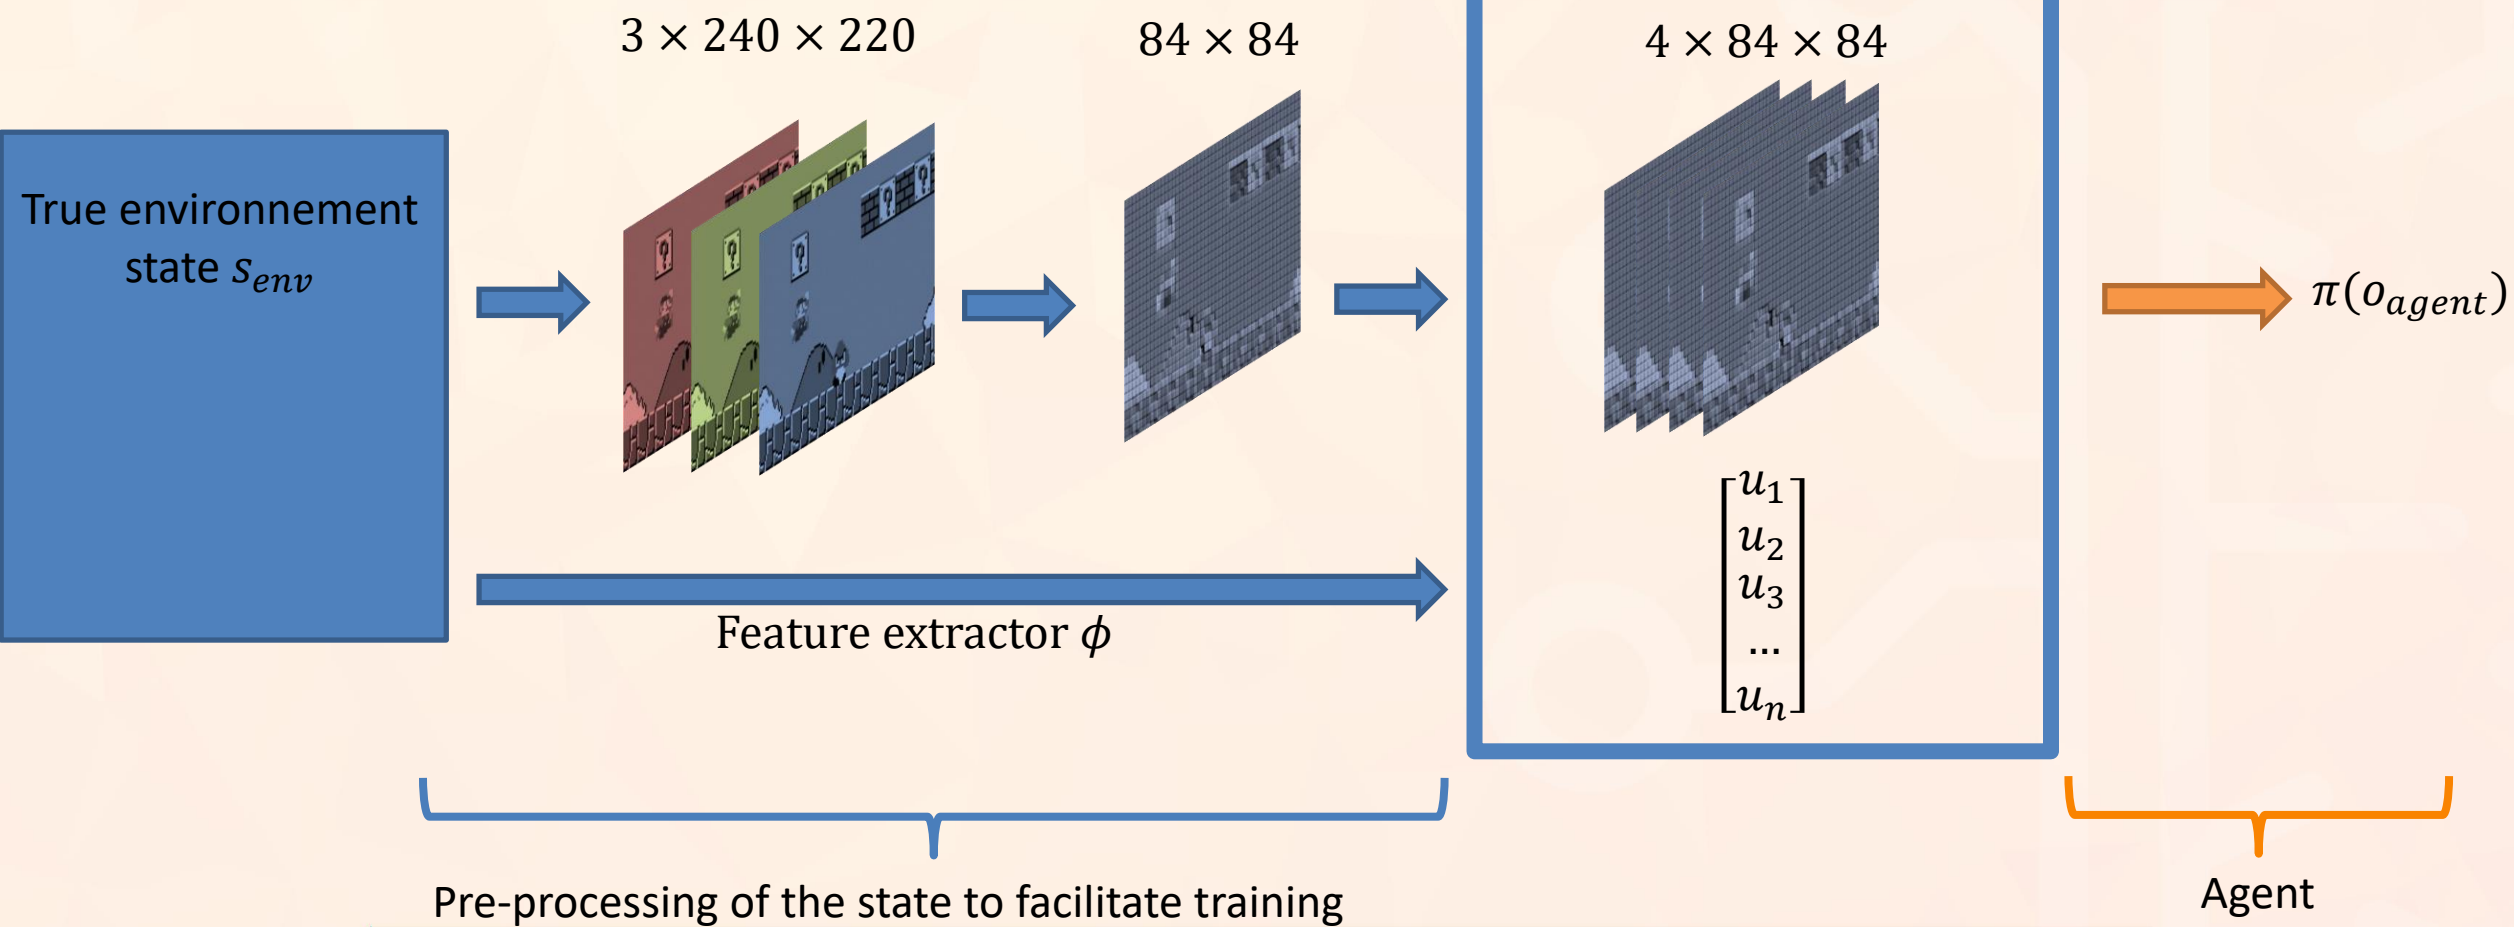 3 × 240 × 220
84 × 84
4 × 84 × 84
True environnement
state s_env
π(o_agent)
u_1
u_2
u_3
...
u_n
Feature extractor ϕ
Pre-processing of the state to facilitate training
Agent